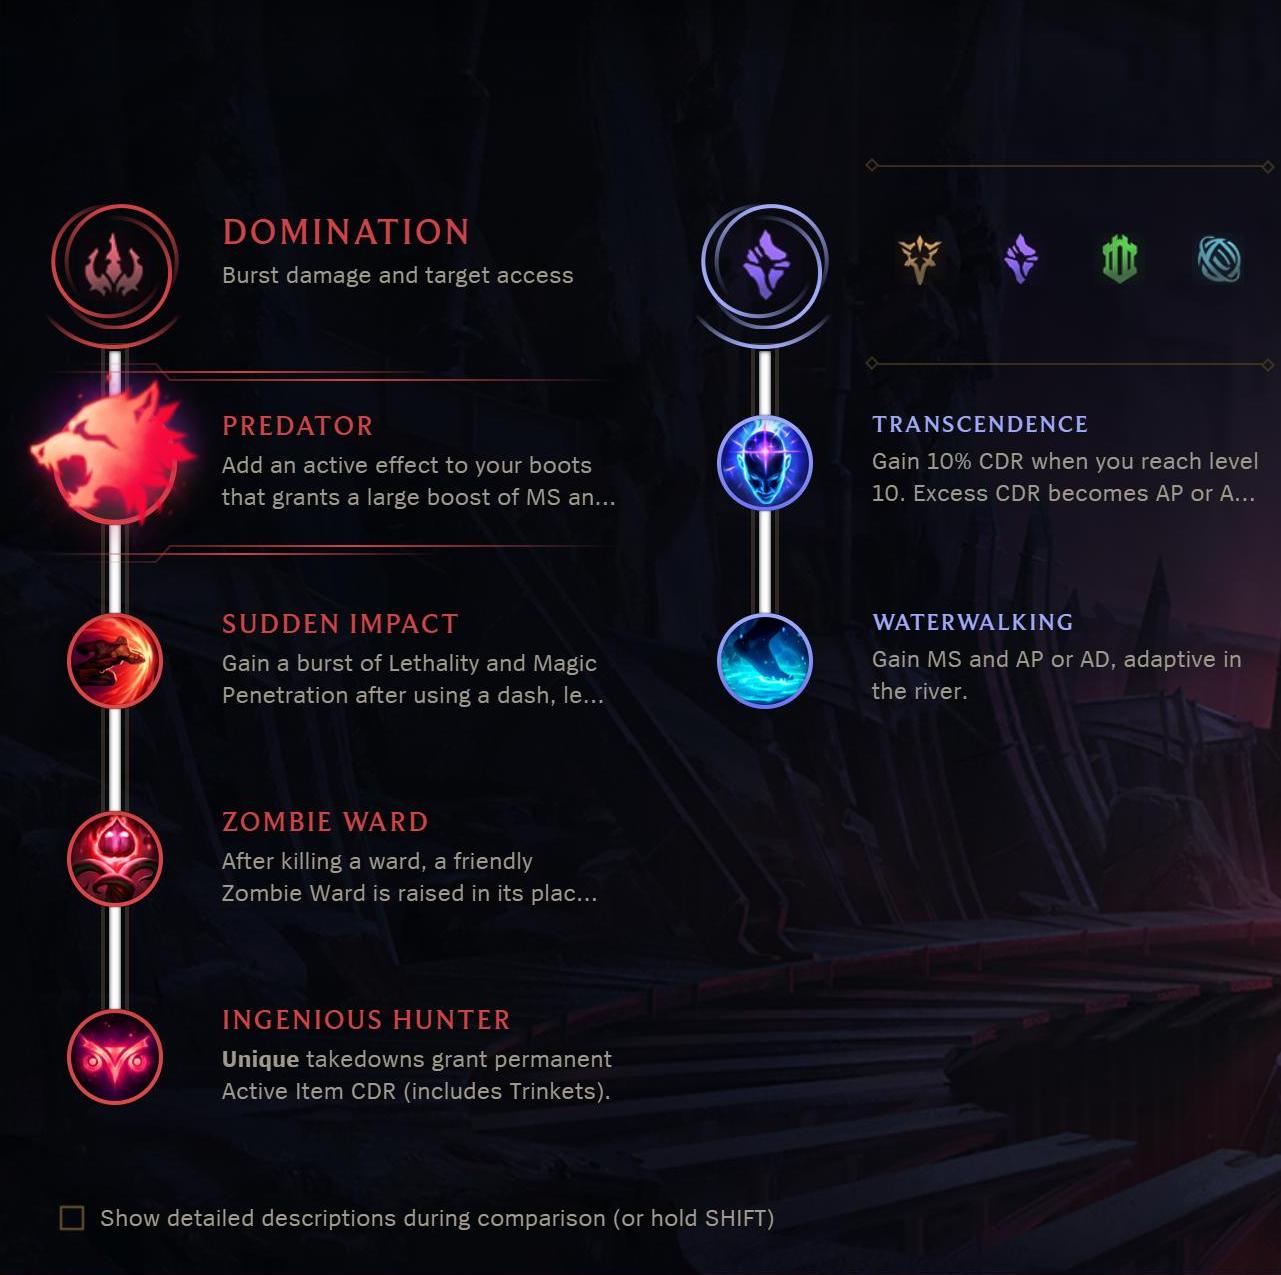 DOMINATION
Burst damage and target access
PREDATOR
Add an active effect to your boots
that grants a large boost of MS an...
SUDDEN IMPACT
Gain a burst of Lethality and Magic
Penetration after using a dash, le...
ZOMBIE WARD
After killing a ward, a friendly
Zombie Ward is raised in its plac...
INGENIOUS HUNTER
Unique takedowns grant permanent
Active Item CDR (includes Trinkets).
TRANSCENDENCE
Gain 10% CDR when you reach level
10. Excess CDR becomes AP or A...
WATERWALKING
Gain MS and AP or AD, adaptive in
the river.
Show detailed descriptions during comparison (or hold SHIFT)